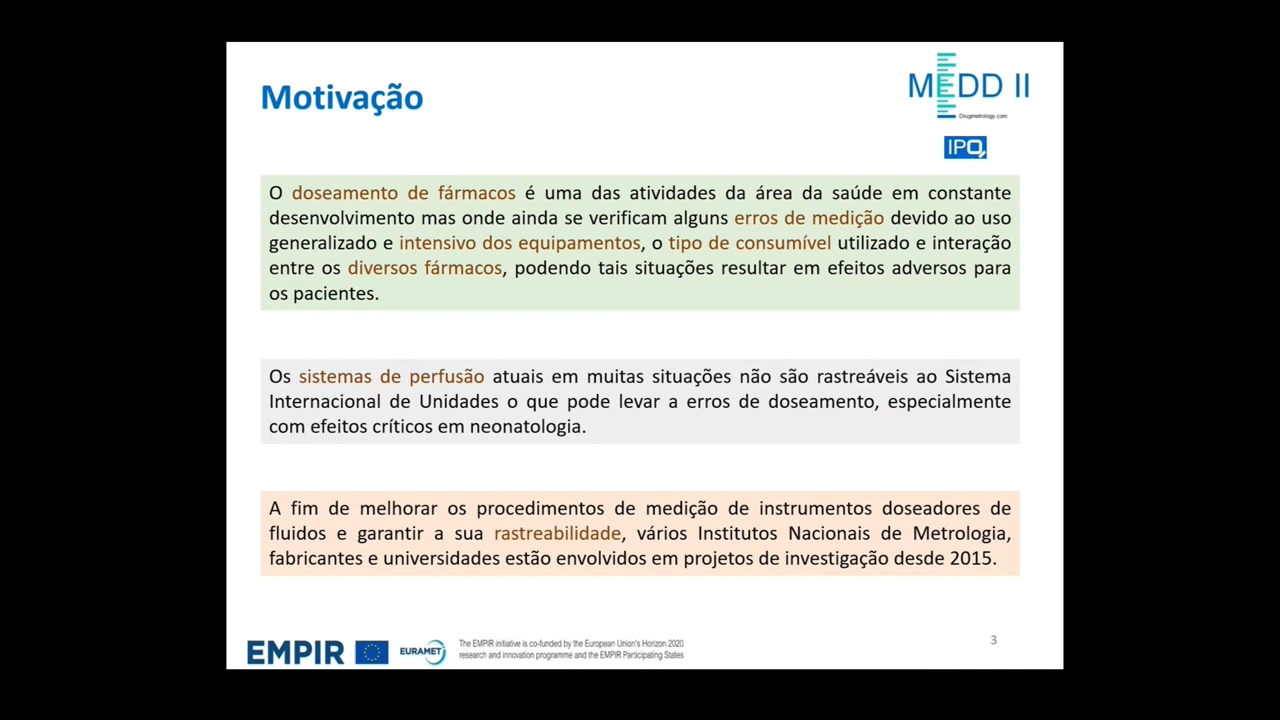 Motivação
MEDD II
Drugmetrology.com
IPQ
O doseamento de fármacos é uma das atividades da área da saúde em constante
desenvolvimento mas onde ainda se verificam alguns erros de medição devido ao uso
generalizado e intensivo dos equipamentos, o tipo de consumível utilizado e interação
entre os diversos fármacos, podendo tais situações resultar em efeitos adversos para
os pacientes.
Os sistemas de perfusão atuais em muitas situações não são rastreáveis ao Sistema
Internacional de Unidades o que pode levar a erros de doseamento, especialmente
com efeitos críticos em neonatologia.
A fim de melhorar os procedimentos de medição de instrumentos doseadores de
fluidos e garantir a sua rastreabilidade, vários Institutos Nacionais de Metrologia,
fabricantes e universidades estão envolvidos em projetos de investigação desde 2015.
EMPIR
EURAMET
The EMPIR initiative is co-funded by the European Union's Horizon 2020
research and innovation programme and the EMPIR Participating States
3